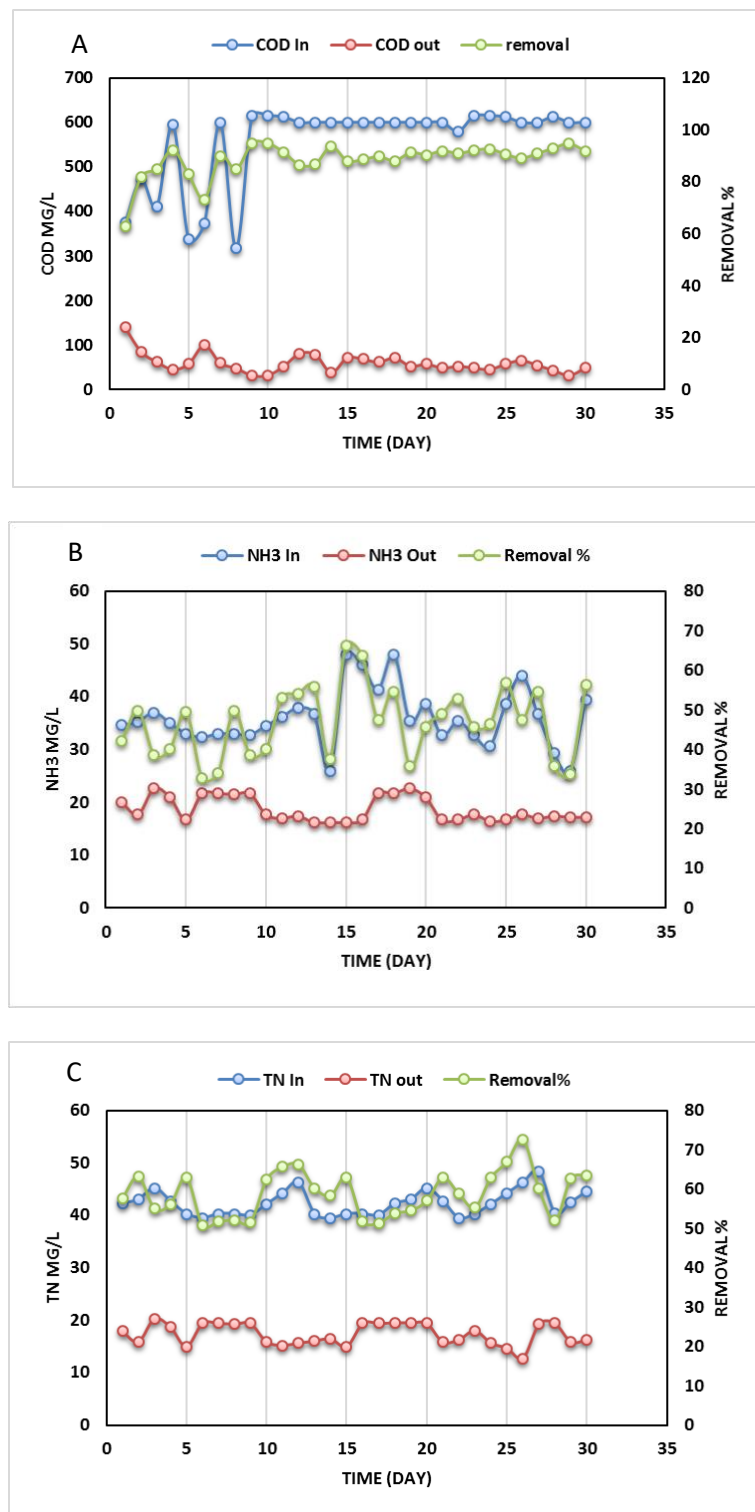 A
COD In COD out removal
700
600
500
400
300
200
100
0
COD MG/L
120
100
80
60
40
20
0
REMOVAL %
0 5 10 15 20 25 30 35
TIME (DAY)
B
NH3 In NH3 Out Removal %
60
50
40
30
20
10
0
NH3 MG/L
80
70
60
50
40
30
20
10
0
REMOVAL %
0 5 10 15 20 25 30 35
TIME (DAY)
C
TN In TN out Removal%
60
50
40
30
20
10
0
TN MG/L
80
70
60
50
40
30
20
10
0
REMOVAL %
0 5 10 15 20 25 30 35
TIME (DAY)